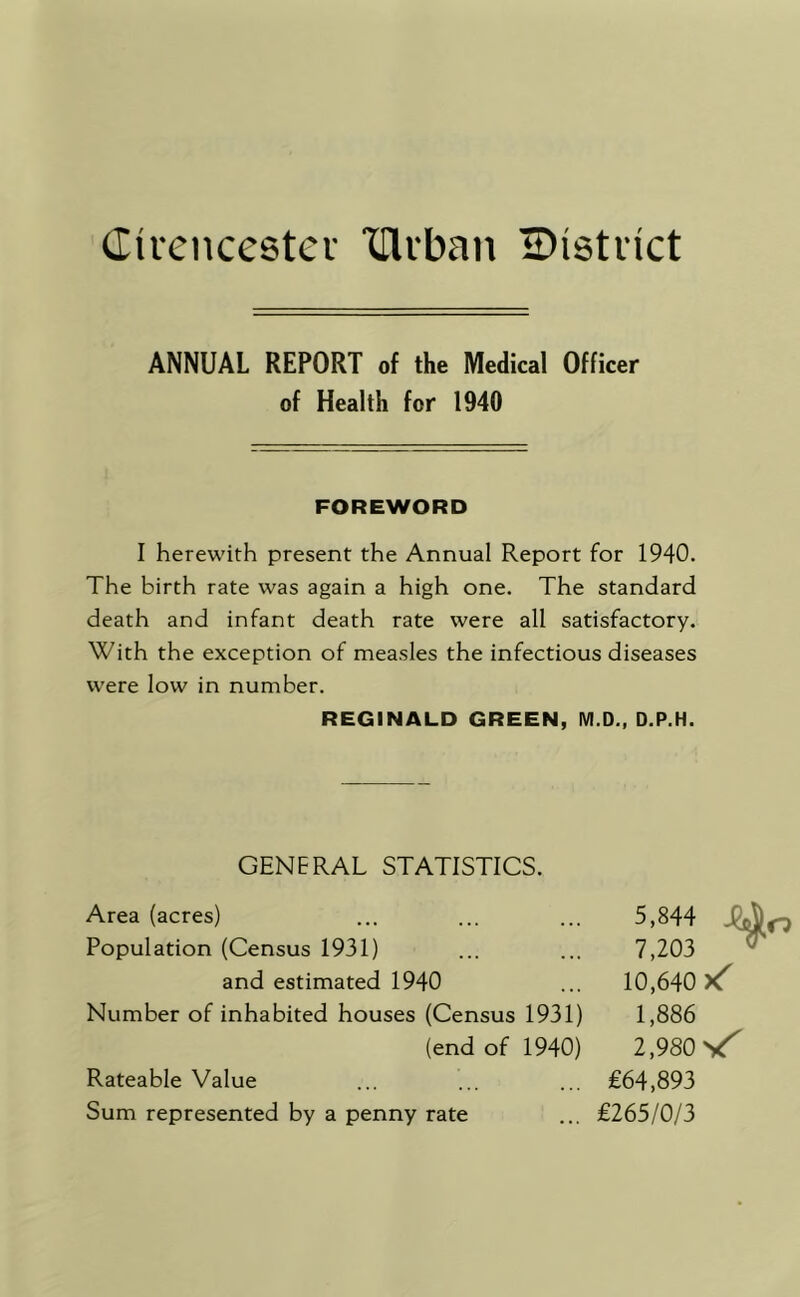 Cirencester Urban District
ANNUAL REPORT of the Medical Officer
of Health for 1940
FOREWORD
I herewith present the Annual Report for 1940.
The birth rate was again a high one. The standard
death and infant death rate were all satisfactory.
With the exception of measles the infectious diseases
were low in number.
REGINALD GREEN, M.D., D.P.H.
GENERAL STATISTICS.
Area (acres) ... ... ... 5,844
Population (Census 1931) ... ... 7,203
and estimated 1940 ... 10,640
Number of inhabited houses (Census 1931) 1,886
(end of 1940) 2,980
Rateable Value ... ... ... £64,893
Sum represented by a penny rate ... £265/0/3